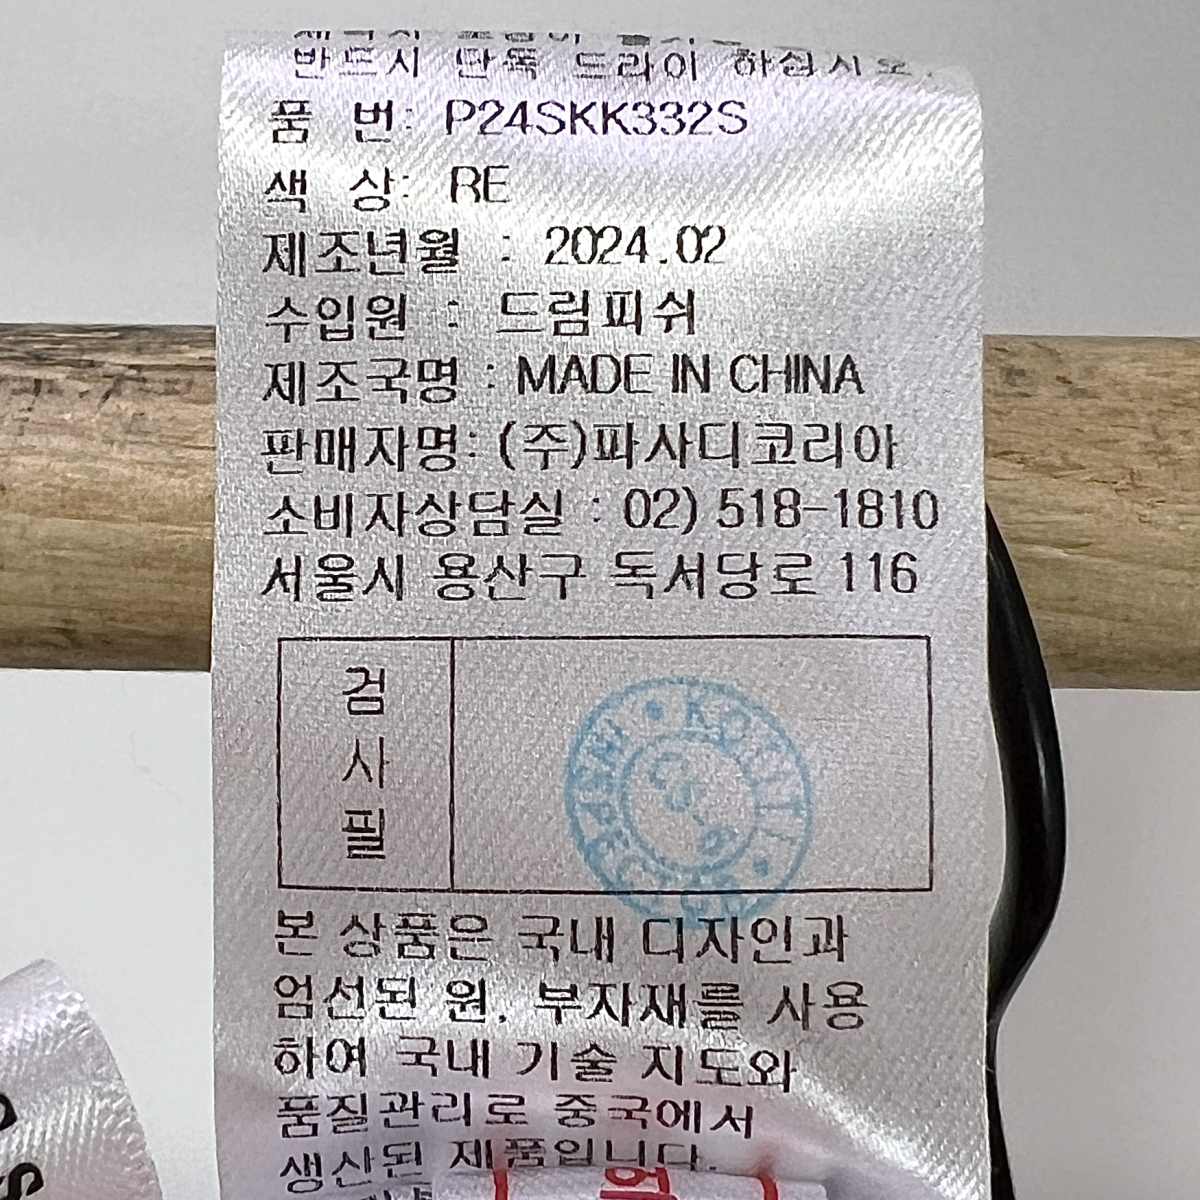 반드시 단독 드라이 하십시오.
품 번: P24SKK332S
색 상: RE
제조년월 : 2024.02
수입원 : 드림피쉬
제조국명 : MADE IN CHINA
판매자명: (주)파사디코리아
소비자상담실 : 02) 518-1810
서울시 용산구 독서당로 116
검
사
필
본 상품은 국내 디자인과
엄선된 원. 부자재를 사용
하여 국내 기술 지도와
품질관리로 중국에서
생산된 제품입니다.